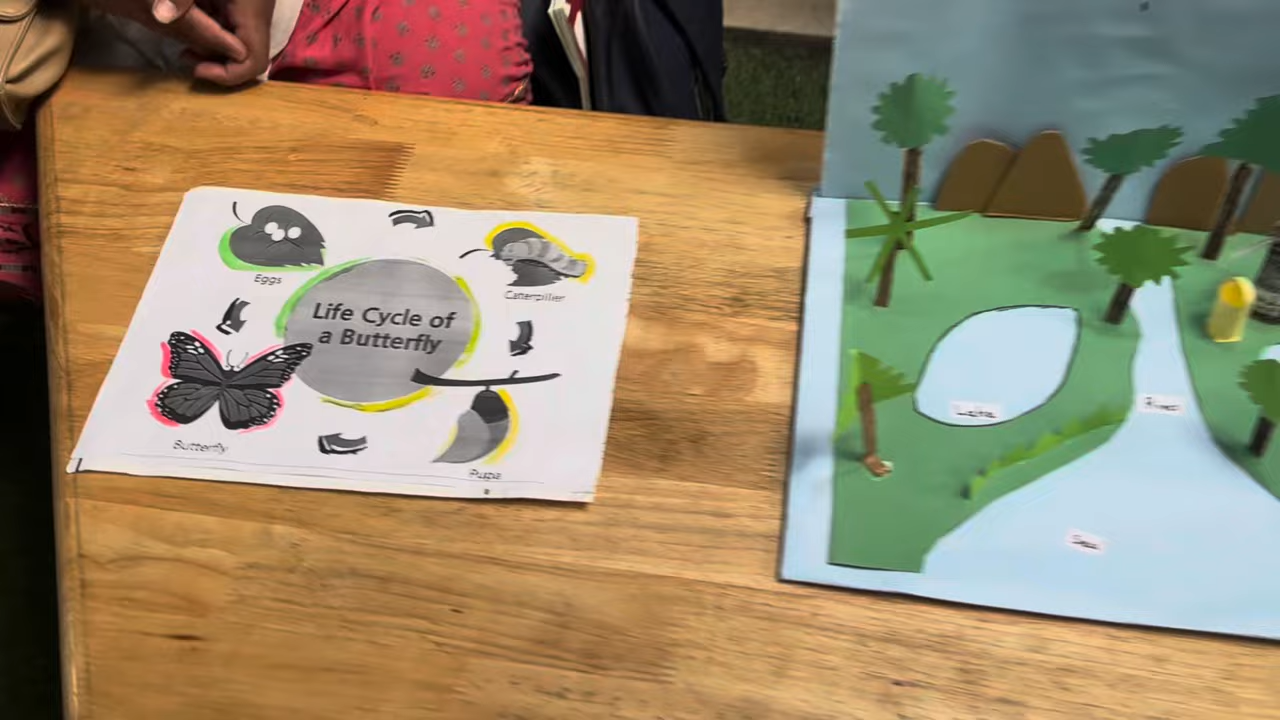 Eggs
Caterpiller
Life Cycle of
a Butterfly
Butterfly
Pupa
Lake
River
Sea